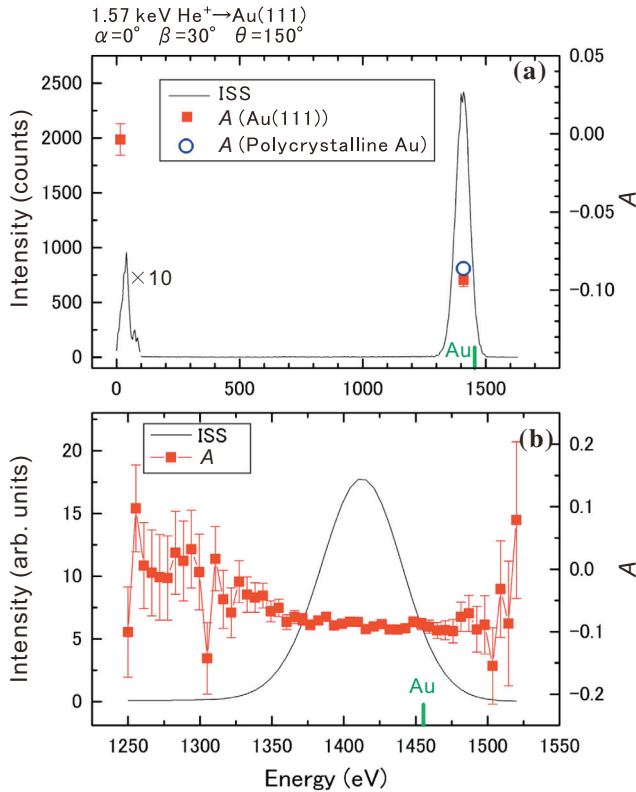 1.57 keV He⁺→Au(111)
α=0° β=30° θ=150°
(a)
ISS
A (Au(111))
A (Polycrystalline Au)
×10
Au
Intensity (counts)
2500
2000
1500
1000
500
0
0.05
0.00
−0.05
−0.10
A
0 500 1000 1500
(b)
ISS
A
Au
Intensity (arb. units)
20
15
10
5
0
0.2
0.1
0.0
−0.1
−0.2
A
1250 1300 1350 1400 1450 1500 1550
Energy (eV)